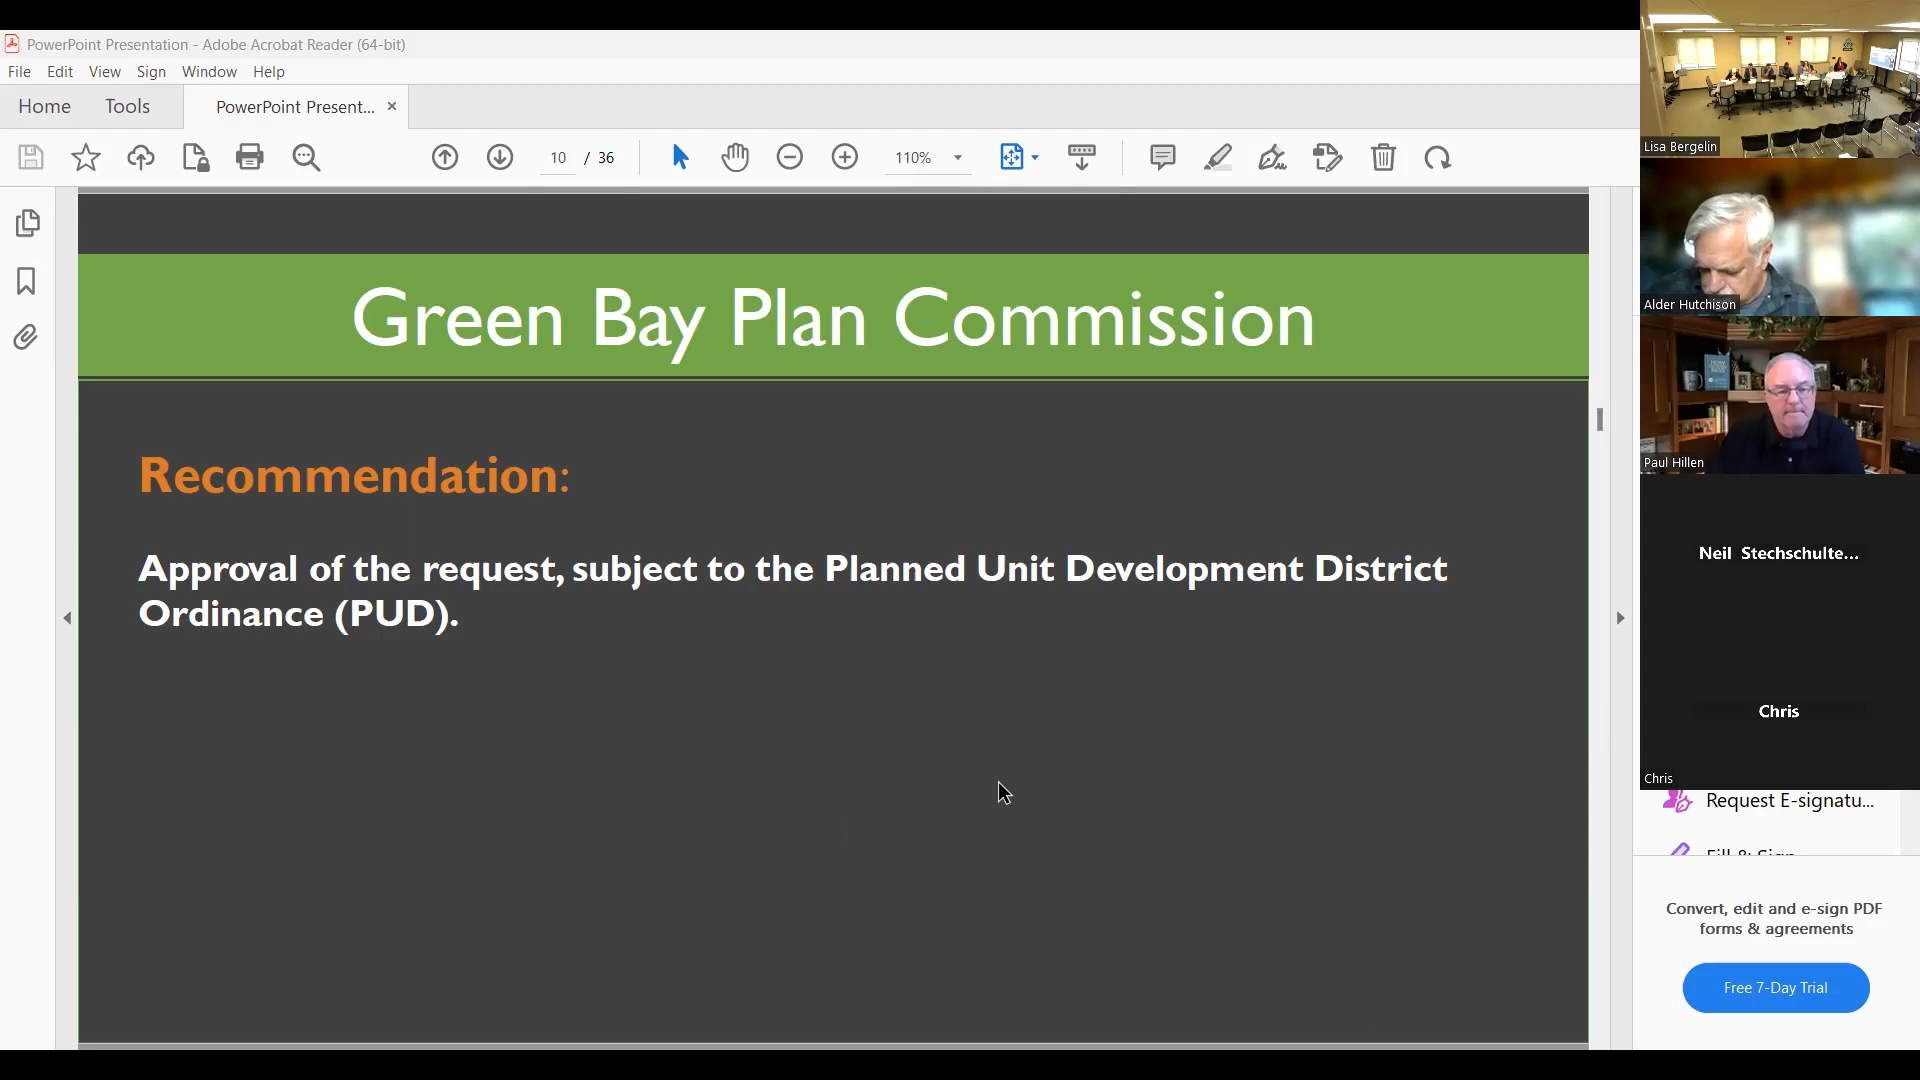 PowerPoint Presentation - Adobe Acrobat Reader (64-bit)
File Edit View Sign Window Help
Home Tools PowerPoint Present... ×
10 / 36 110%
Green Bay Plan Commission
Recommendation:
Approval of the request, subject to the Planned Unit Development District
Ordinance (PUD).
Lisa Bergelin
Alder Hutchison
Paul Hillen
Neil Stechschulte...
Chris
Chris
Request E-signatu...
Fill & Sign
Convert, edit and e-sign PDF
forms & agreements
Free 7-Day Trial